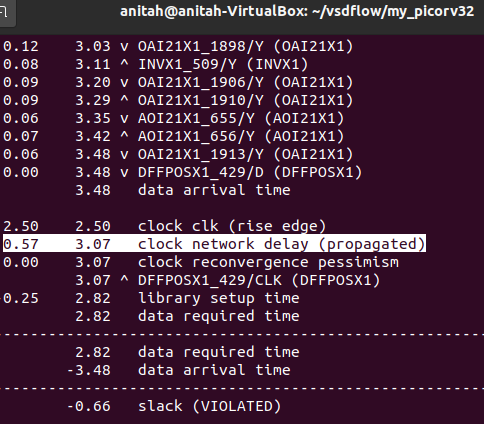 anitah@anitah-VirtualBox: ~/vsdflow/my_picorv32
0.12 3.03 v OAI21X1_1898/Y (OAI21X1)
0.08 3.11 ^ INVX1_509/Y (INVX1)
0.09 3.20 v OAI21X1_1906/Y (OAI21X1)
0.09 3.29 ^ OAI21X1_1910/Y (OAI21X1)
0.06 3.35 v AOI21X1_655/Y (AOI21X1)
0.07 3.42 ^ AOI21X1_656/Y (AOI21X1)
0.06 3.48 v OAI21X1_1913/Y (OAI21X1)
0.00 3.48 v DFFPOSX1_429/D (DFFPOSX1)
3.48 data arrival time
2.50 2.50 clock clk (rise edge)
0.57 3.07 clock network delay (propagated)
0.00 3.07 clock reconvergence pessimism
3.07 ^ DFFPOSX1_429/CLK (DFFPOSX1)
-0.25 2.82 library setup time
2.82 data required time
---------------------------------------------------------
2.82 data required time
-3.48 data arrival time
---------------------------------------------------------
-0.66 slack (VIOLATED)